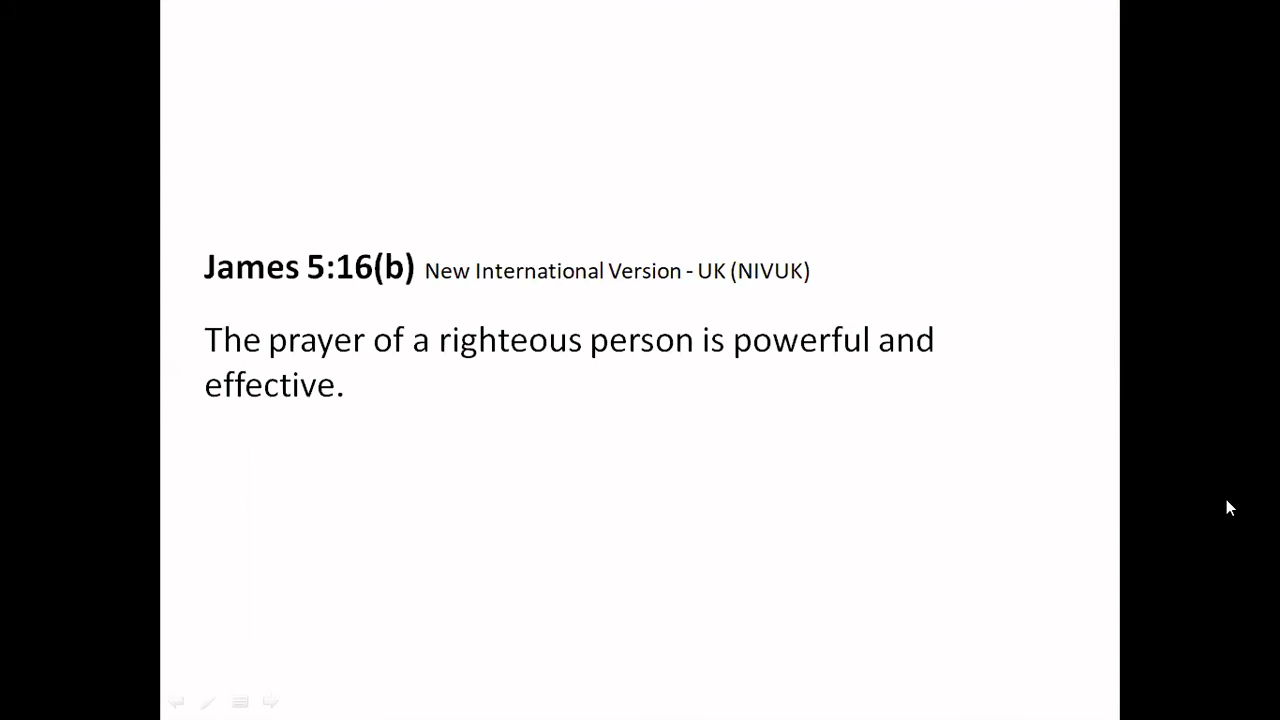 James 5:16(b) New International Version - UK (NIVUK)
The prayer of a righteous person is powerful and
effective.